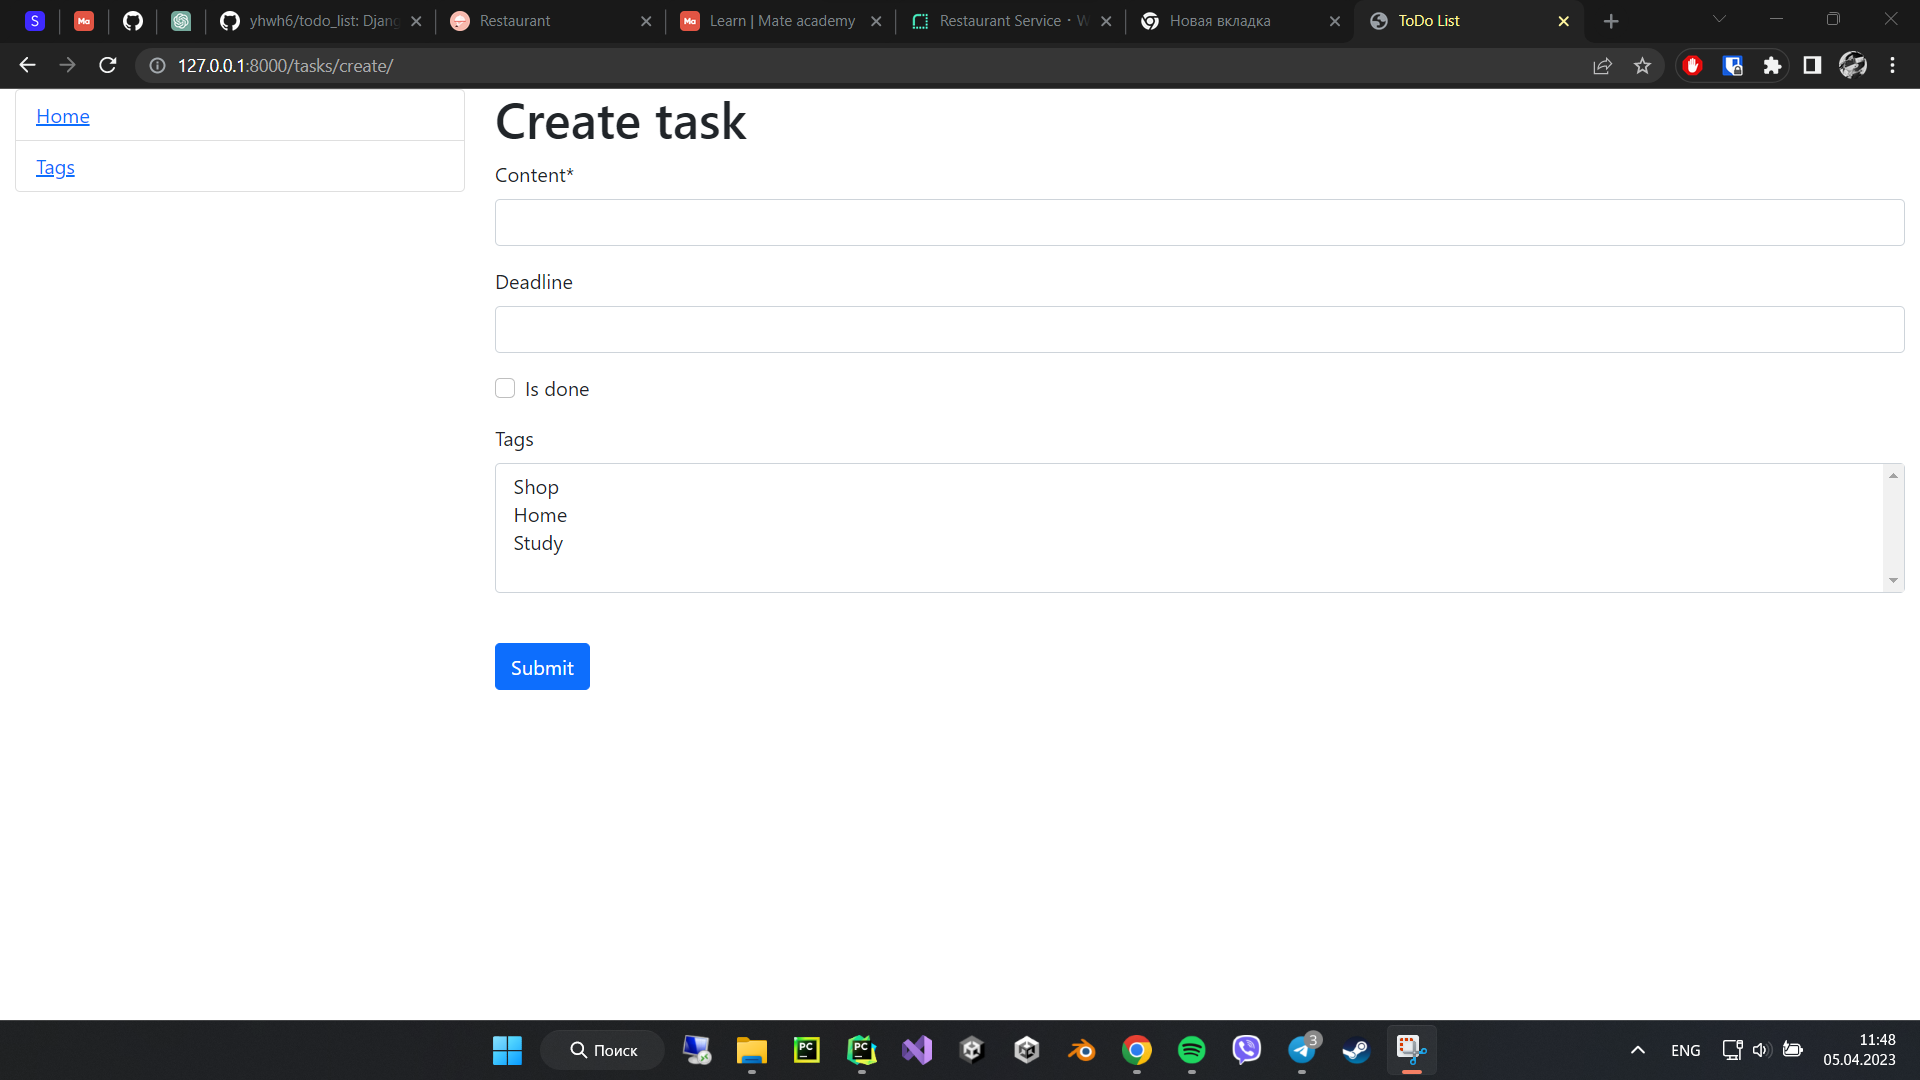 S
Ma
yhwh6/todo_list: Djang
Restaurant
Ma
Learn | Mate academy
Restaurant Service · W
Новая вкладка
ToDo List
127.0.0.1:8000/tasks/create/
Home
Tags
Create task
Content*
Deadline
Is done
Tags
Shop
Home
Study
Submit
Поиск
PC
PC
3
ENG
11:48
05.04.2023